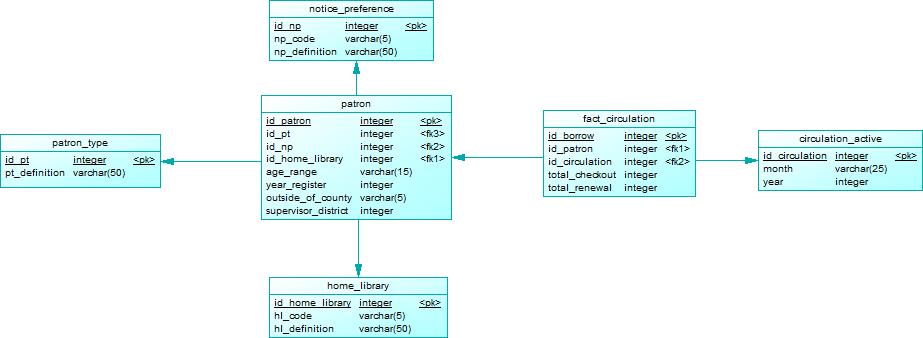 notice_preference
id_np integer <pk>
np_code varchar(5)
np_definition varchar(50)
patron
id_patron integer <pk>
id_pt integer <fk3>
id_np integer <fk2>
id_home_library integer <fk1>
age_range varchar(15)
year_register integer
outside_of_county varchar(5)
supervisor_district integer
fact_circulation
id_borrow integer <pk>
id_patron integer <fk1>
id_circulation integer <fk2>
total_checkout integer
total_renewal integer
patron_type
id_pt integer <pk>
pt_definition varchar(50)
circulation_active
id_circulation integer <pk>
month varchar(25)
year integer
home_library
id_home_library integer <pk>
hl_code varchar(5)
hl_definition varchar(50)